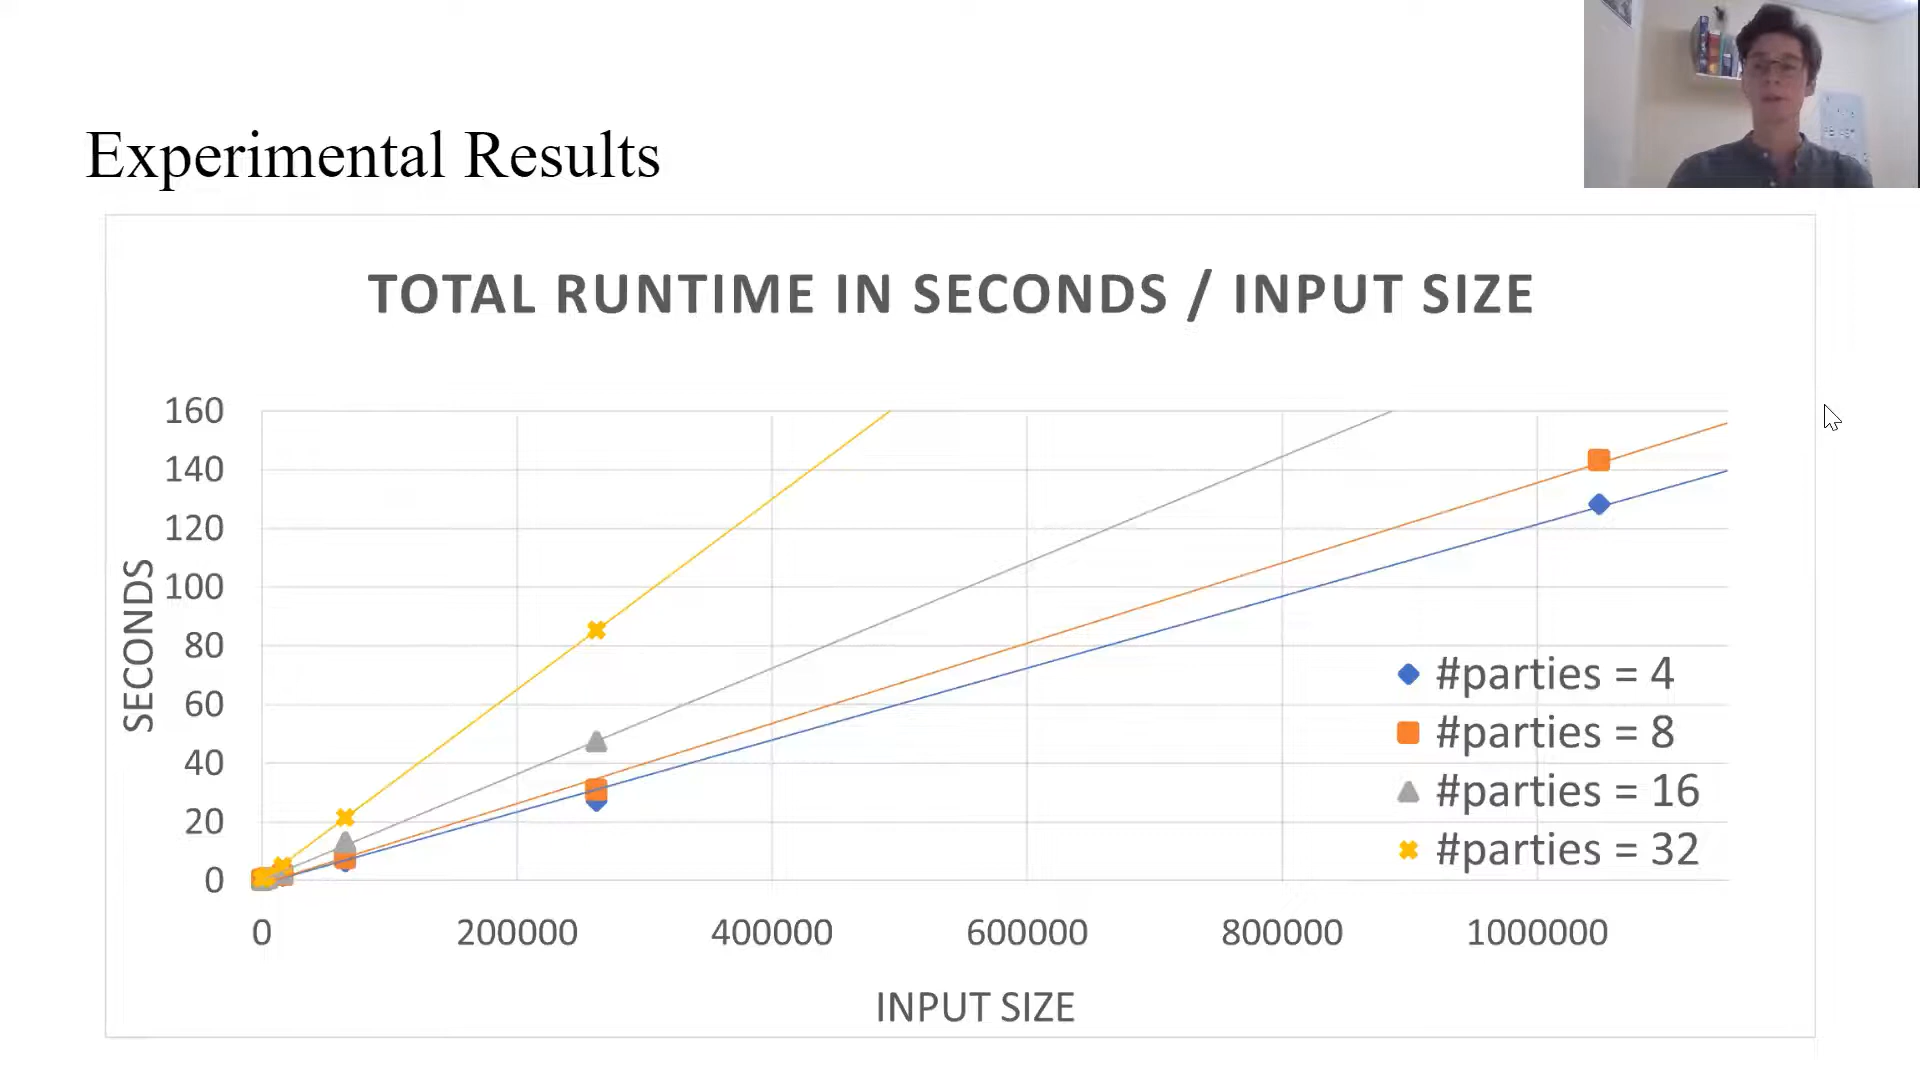 Experimental Results
TOTAL RUNTIME IN SECONDS / INPUT SIZE
160
140
120
100
80
60
40
20
0
SECONDS
#parties = 4
#parties = 8
#parties = 16
#parties = 32
0 200000 400000 600000 800000 1000000
INPUT SIZE